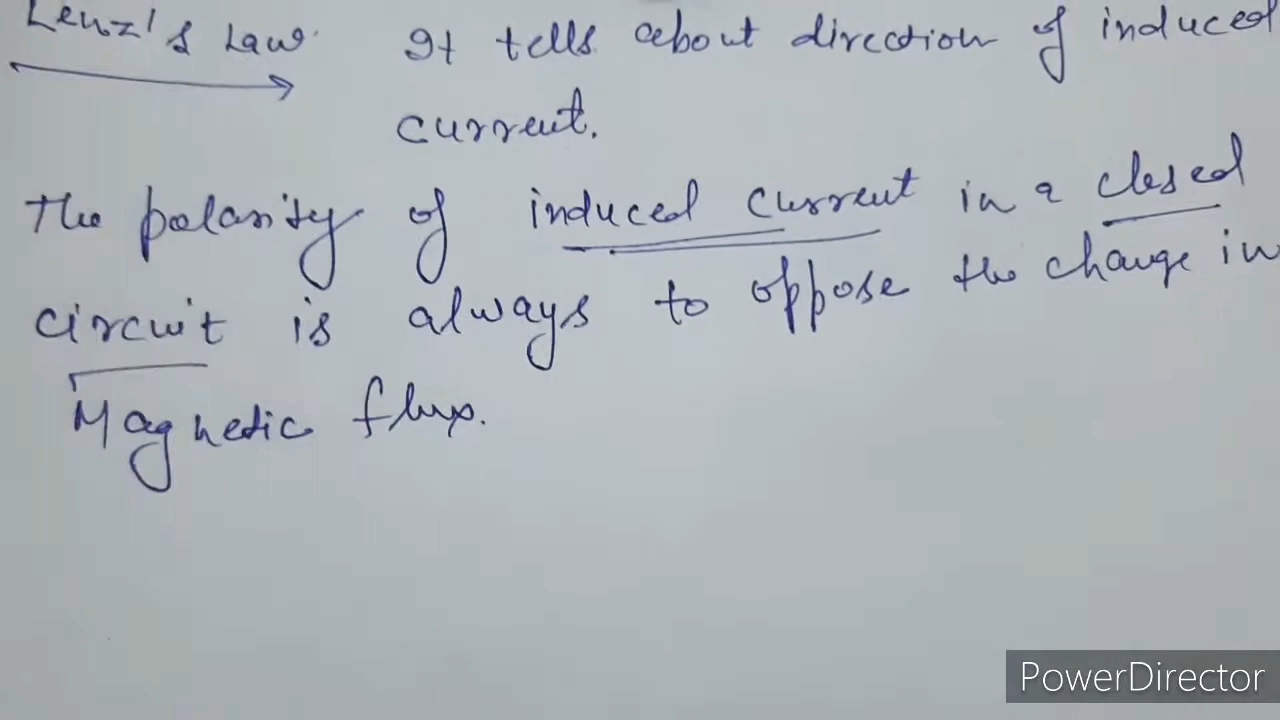 Lenz's Law. It tells about direction of induced
current.
The polarity of induced current in a closed
circuit is always to oppose the change in
Magnetic flux.
PowerDirector